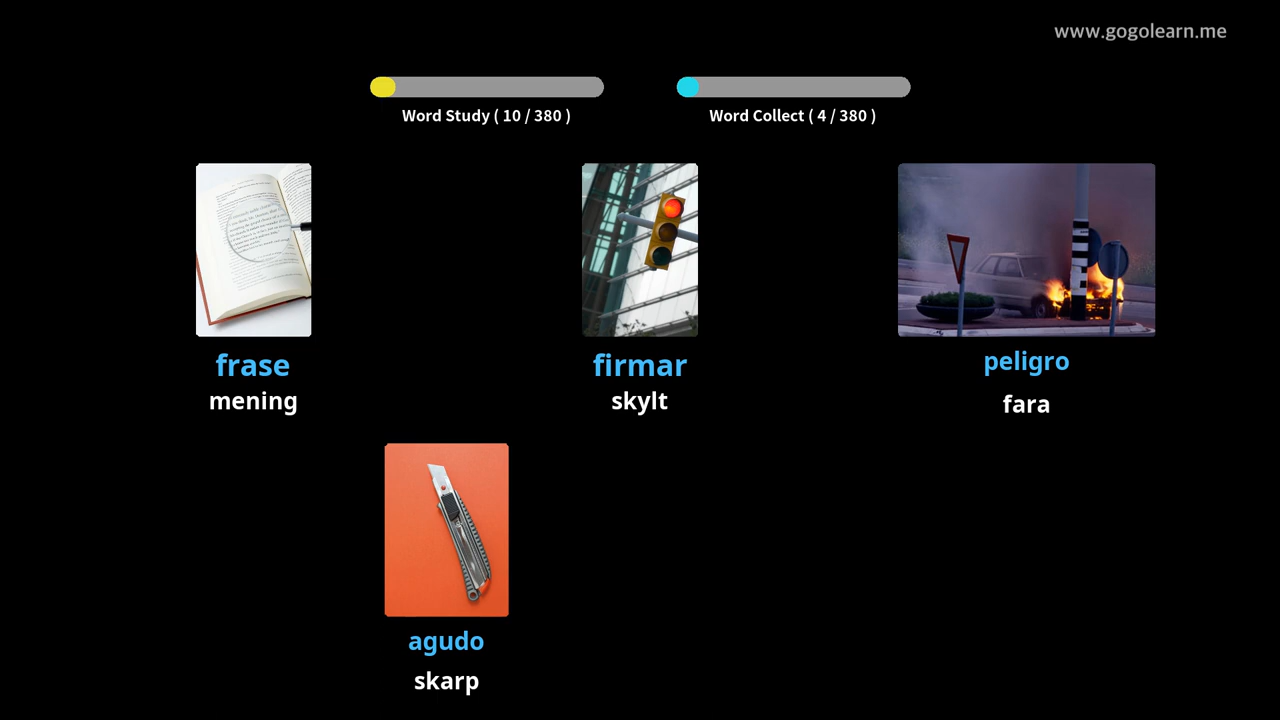 www.gogolearn.me
Word Study ( 10 / 380 )
Word Collect ( 4 / 380 )
frase
mening
firmar
skylt
peligro
fara
agudo
skarp